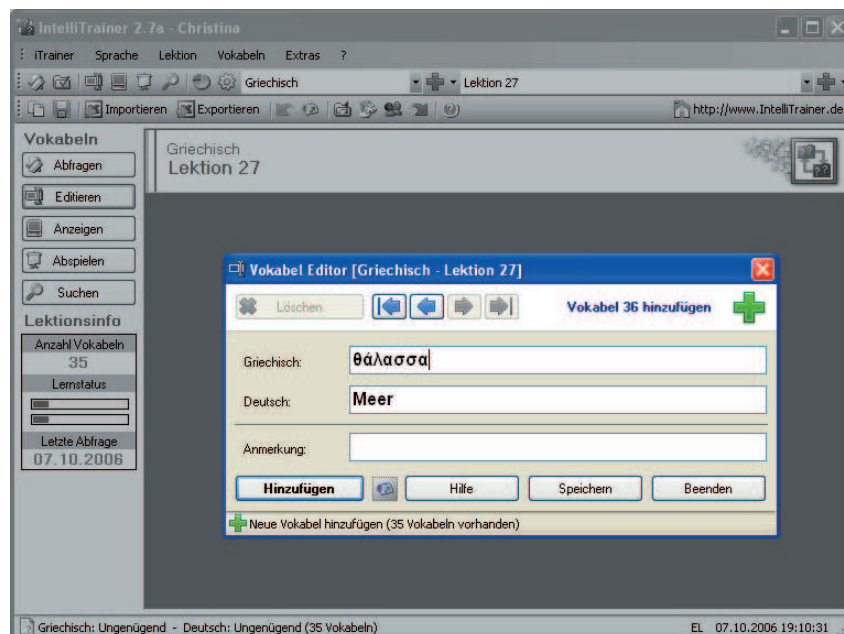 IntelliTrainer 2.7a - Christina
iTrainer Sprache Lektion Vokabeln Extras ?
Griechisch Lektion 27
Importieren Exportieren http://www.IntelliTrainer.de
Vokabeln
Abfragen
Editieren
Anzeigen
Abspielen
Suchen
Lektionsinfo
Anzahl Vokabeln
35
Lernstatus
Letzte Abfrage
07.10.2006
Griechisch
Lektion 27
Vokabel Editor [Griechisch - Lektion 27]
Löschen Vokabel 36 hinzufügen
Griechisch: θάλασσα
Deutsch: Meer
Anmerkung:
Hinzufügen Hilfe Speichern Beenden
Neue Vokabel hinzufügen (35 Vokabeln vorhanden)
Griechisch: Ungenügend - Deutsch: Ungenügend (35 Vokabeln) EL 07.10.2006 19:10:31